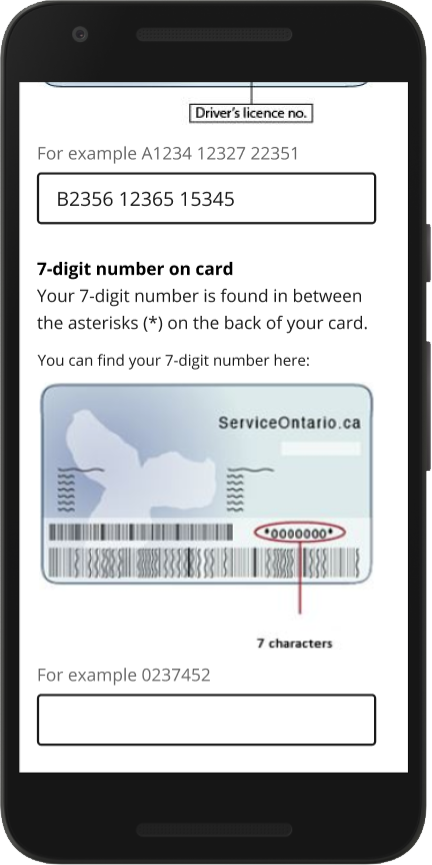 Driver's licence no.
For example A1234 12327 22351
B2356 12365 15345
7-digit number on card
Your 7-digit number is found in between
the asterisks (*) on the back of your card.
You can find your 7-digit number here:
ServiceOntario.ca
*0000000*
7 characters
For example 0237452